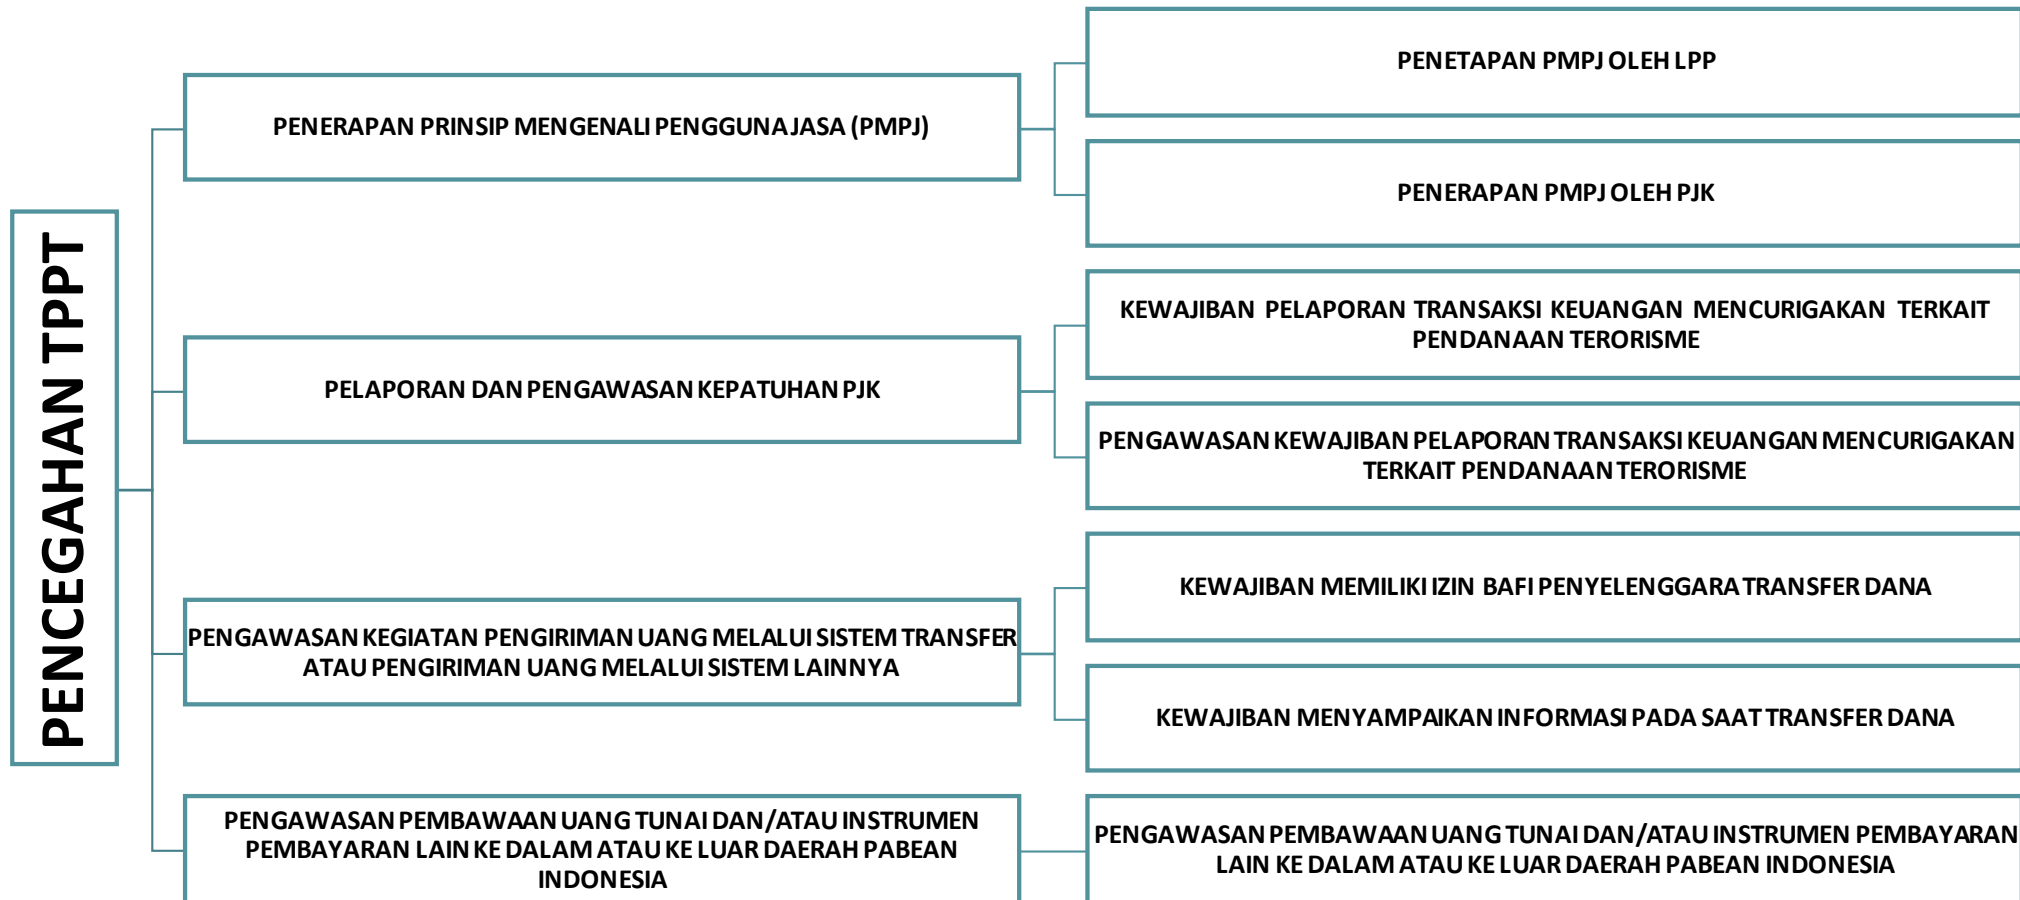 PENCEGAHAN TPPT
PENERAPAN PRINSIP MENGENALI PENGGUNA JASA (PMPJ)
PENETAPAN PMPJ OLEH LPP
PENERAPAN PMPJ OLEH PJK
PELAPORAN DAN PENGAWASAN KEPATUHAN PJK
KEWAJIBAN PELAPORAN TRANSAKSI KEUANGAN MENCURIGAKAN TERKAIT
PENDANAAN TERORISME
PENGAWASAN KEWAJIBAN PELAPORAN TRANSAKSI KEUANGAN MENCURIGAKAN
TERKAIT PENDANAAN TERORISME
PENGAWASAN KEGIATAN PENGIRIMAN UANG MELALUI SISTEM TRANSFER
ATAU PENGIRIMAN UANG MELALUI SISTEM LAINNYA
KEWAJIBAN MEMILIKI IZIN BAFI PENYELENGGARA TRANSFER DANA
KEWAJIBAN MENYAMPAIKAN INFORMASI PADA SAAT TRANSFER DANA
PENGAWASAN PEMBAWAAN UANG TUNAI DAN/ATAU INSTRUMEN
PEMBAYARAN LAIN KE DALAM ATAU KE LUAR DAERAH PABEAN
INDONESIA
PENGAWASAN PEMBAWAAN UANG TUNAI DAN/ATAU INSTRUMEN PEMBAYARAN
LAIN KE DALAM ATAU KE LUAR DAERAH PABEAN INDONESIA